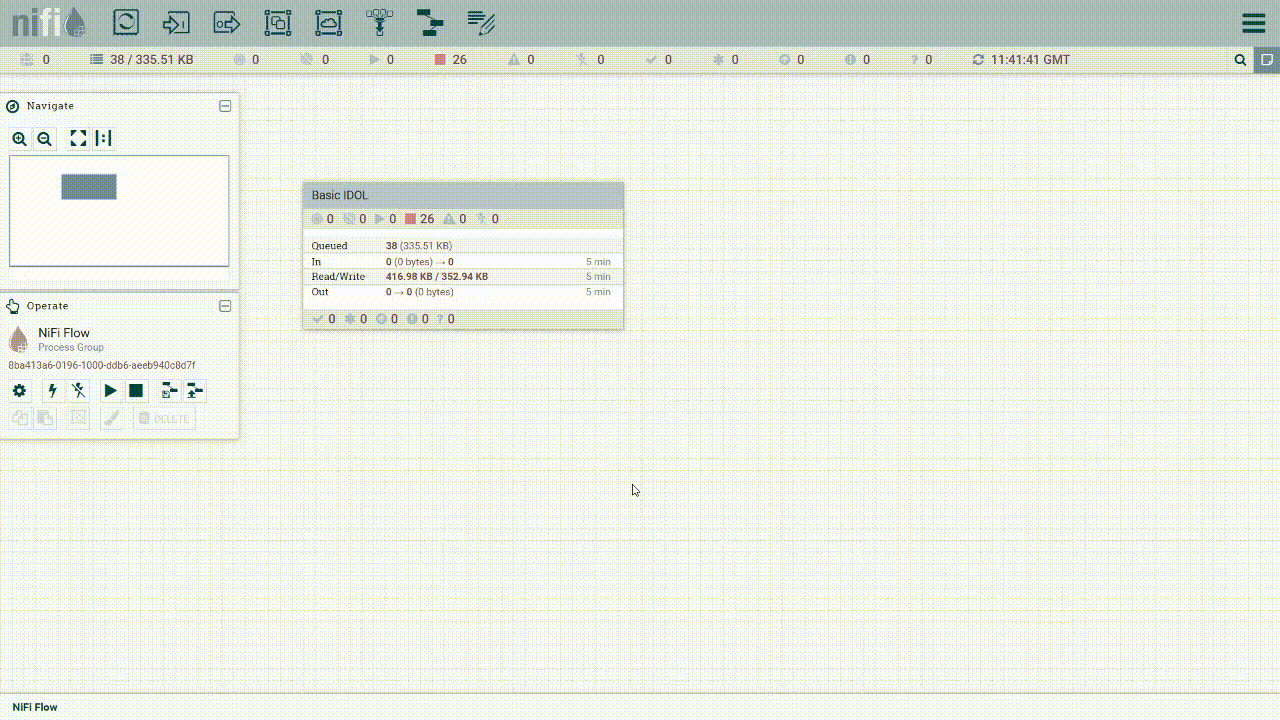 nifi
0 38 / 335.51 KB 0 0 0 26 0 0 0 0 0 0 0 11:41:41 GMT
Navigate
Basic IDOL
0 0 0 26 0 0
Queued 38 (335.51 KB)
In 0 (0 bytes) → 0 5 min
Read/Write 416.98 KB / 352.94 KB 5 min
Out 0 → 0 (0 bytes) 5 min
0 0 0 0 ? 0
Operate
NiFi Flow
Process Group
8ba413a6-0196-1000-ddb6-aeeb940c8d7f
DELETE
NiFi Flow